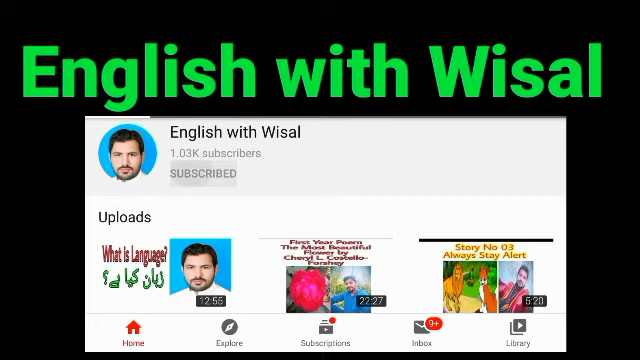 English with Wisal
English with Wisal
1.03K subscribers
SUBSCRIBED
Uploads
What is Language?
زبان کیا ہے؟
12:55
First Year Poem
The Most Beautiful
Flower by
Cheryl L. Costello-
Forshey
22:27
Story No 03
Always Stay Alert
5:20
9+
Home
Explore
Subscriptions
Inbox
Library